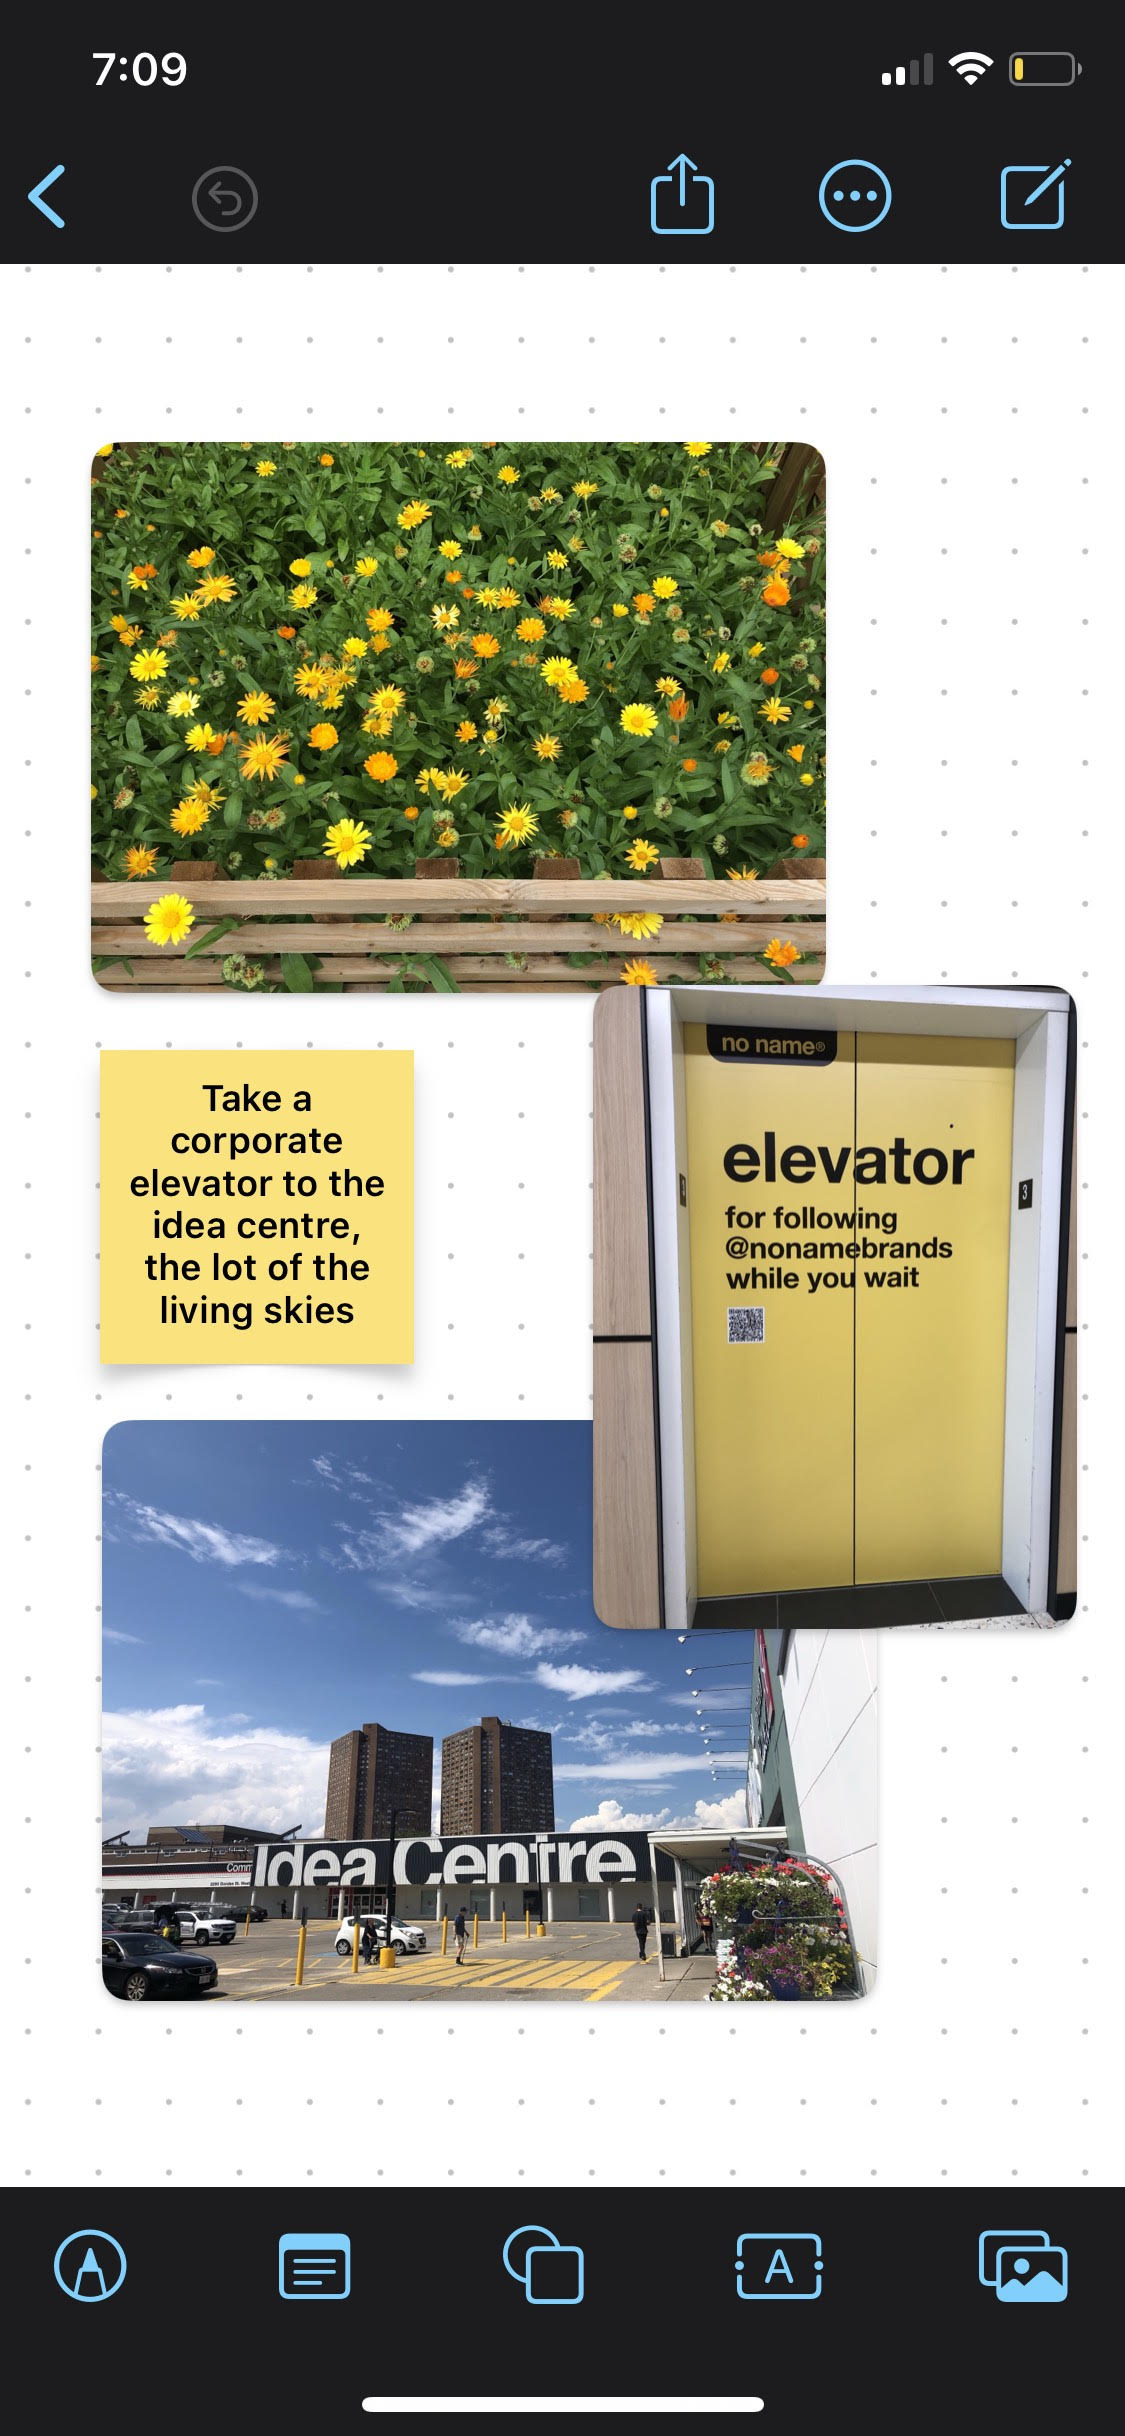 7:09
Take a
corporate
elevator to the
idea centre,
the lot of the
living skies
no name®
elevator
for following
@nonamebrands
while you wait
3
Comm
Idea Centre
A